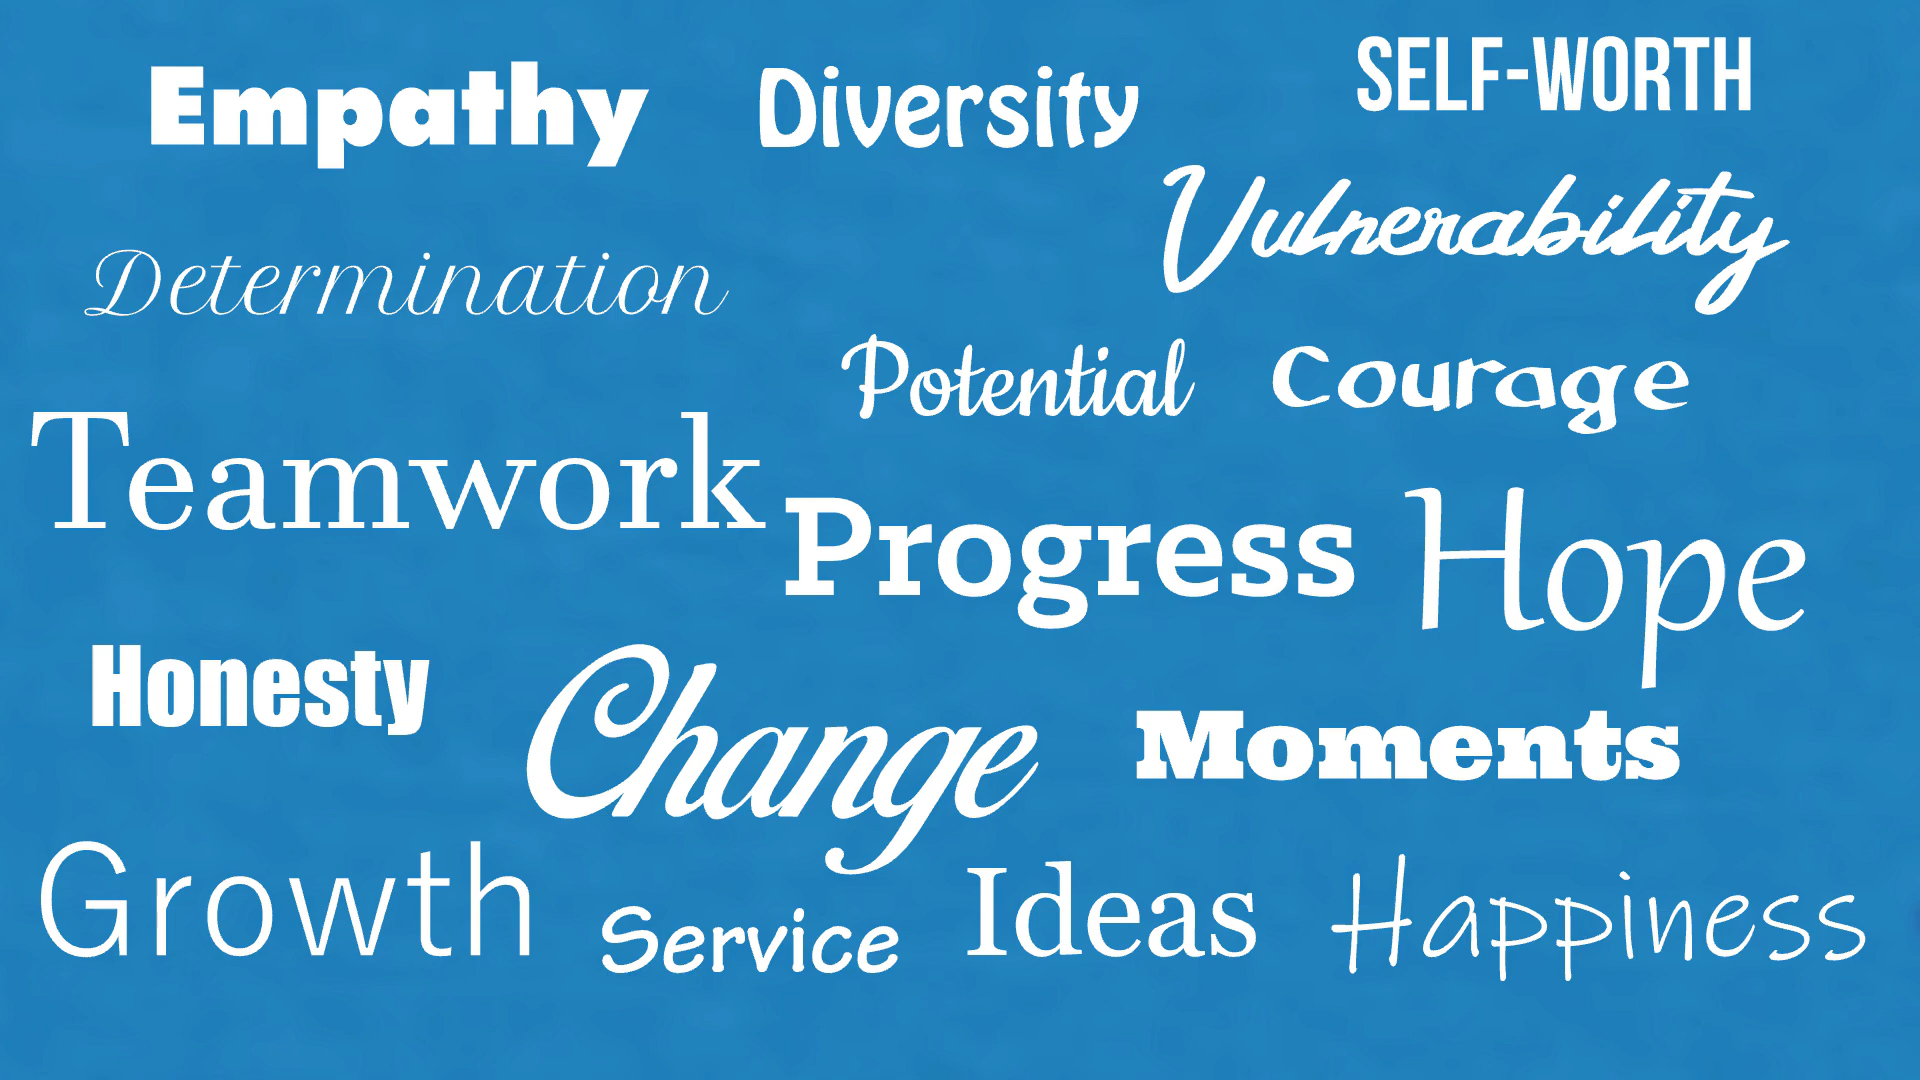 Empathy
Diversity
SELF-WORTH
Vulnerability
Determination
Potential
Courage
Teamwork
Progress
Hope
Honesty
Change
Moments
Growth
Service
Ideas
Happiness